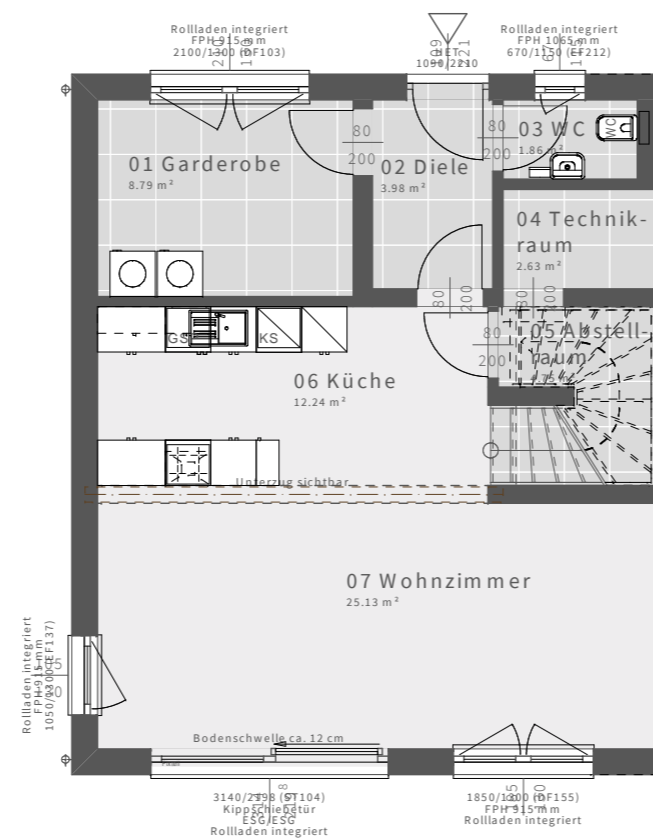 Rollladen integriert
FPH 915 mm
2100/1300 (DF103)
HET
1090/2210
Rollladen integriert
FPH 1065 mm
670/1150 (EF212)
01 Garderobe
8.79 m²
80
200
02 Diele
3.98 m²
80
200
03 WC
1.86 m²
WC
04 Technik-
raum
2.63 m²
80
200
80
200
05 Abstell-
raum
GS
KS
80
200
06 Küche
12.24 m²
Unterzug sichtbar
07 Wohnzimmer
25.13 m²
Rollladen integriert
FPH 915 mm
1050/1300 (EF137)
Bodenschwelle ca. 12 cm
(ST104)
Kippschiebetür
ESG/ESG
Rollladen integriert
1850/1300 (DF155)
FPH 915 mm
Rollladen integriert